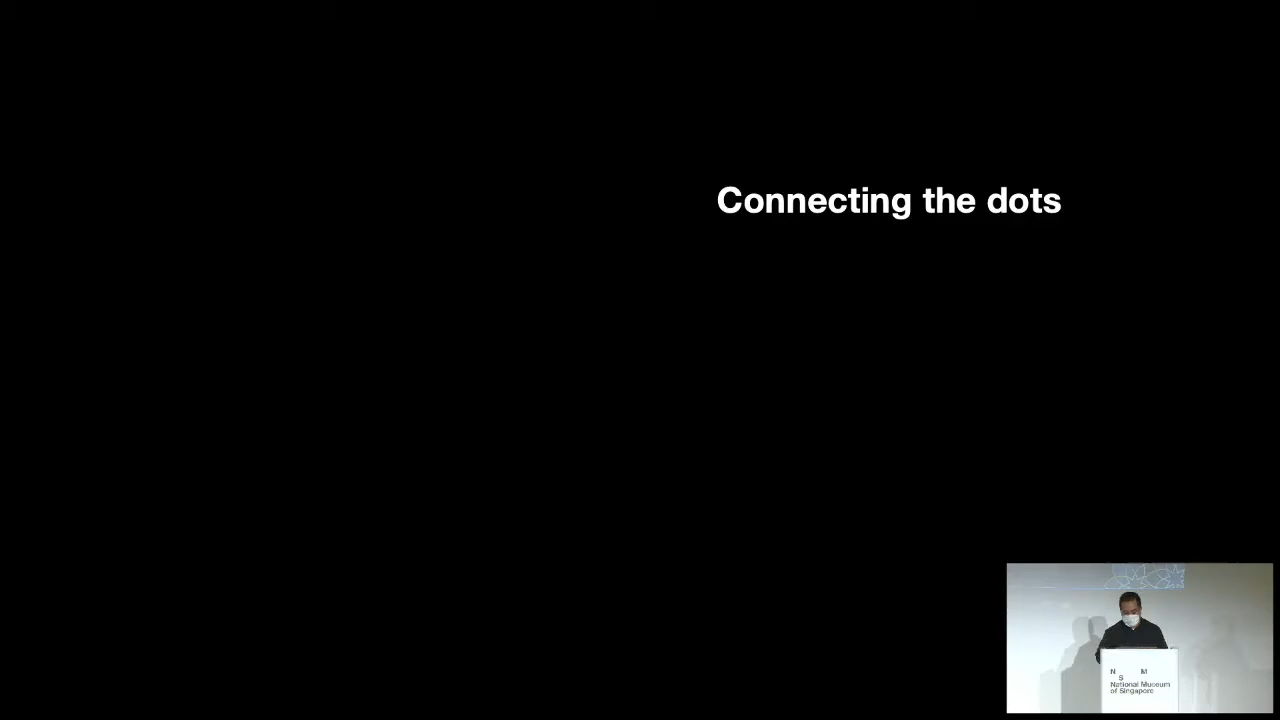 Connecting the dots
N M
S
National Museum
of Singapore